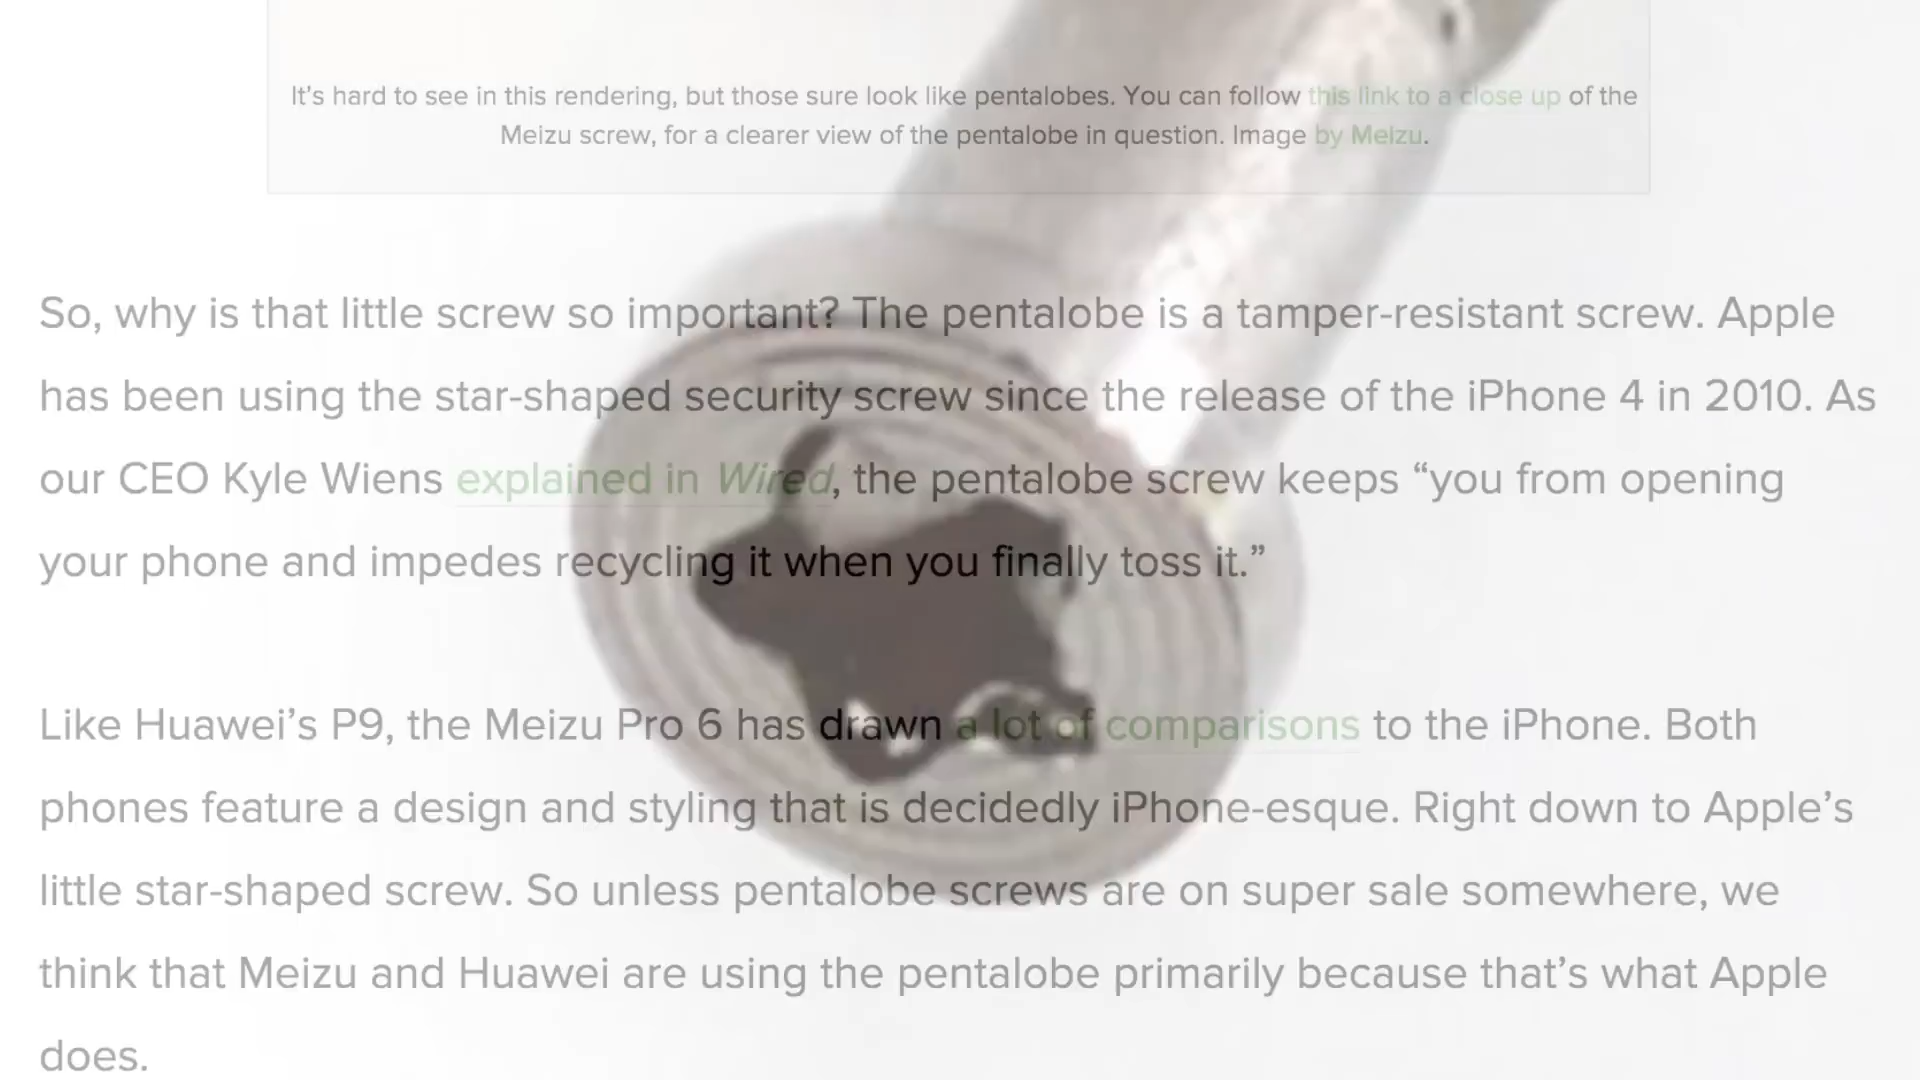 It’s hard to see in this rendering, but those sure look like pentalobes. You can follow this link to a close up of the
Meizu screw, for a clearer view of the pentalobe in question. Image by Meizu.
So, why is that little screw so important? The pentalobe is a tamper-resistant screw. Apple
has been using the star-shaped security screw since the release of the iPhone 4 in 2010. As
our CEO Kyle Wiens explained in Wired, the pentalobe screw keeps “you from opening
your phone and impedes recycling it when you finally toss it.”
Like Huawei’s P9, the Meizu Pro 6 has drawn a lot of comparisons to the iPhone. Both
phones feature a design and styling that is decidedly iPhone-esque. Right down to Apple’s
little star-shaped screw. So unless pentalobe screws are on super sale somewhere, we
think that Meizu and Huawei are using the pentalobe primarily because that’s what Apple
does.